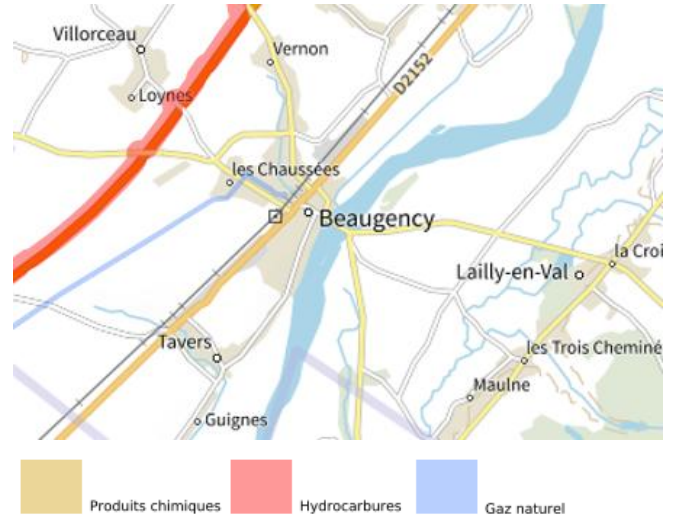 Villorceau
Vernon
Loynes
D2152
les Chaussées
Beaugency
la Croi
Lailly-en-Val
Tavers
les Trois Cheminé
Maulne
Guignes
Produits chimiques
Hydrocarbures
Gaz naturel